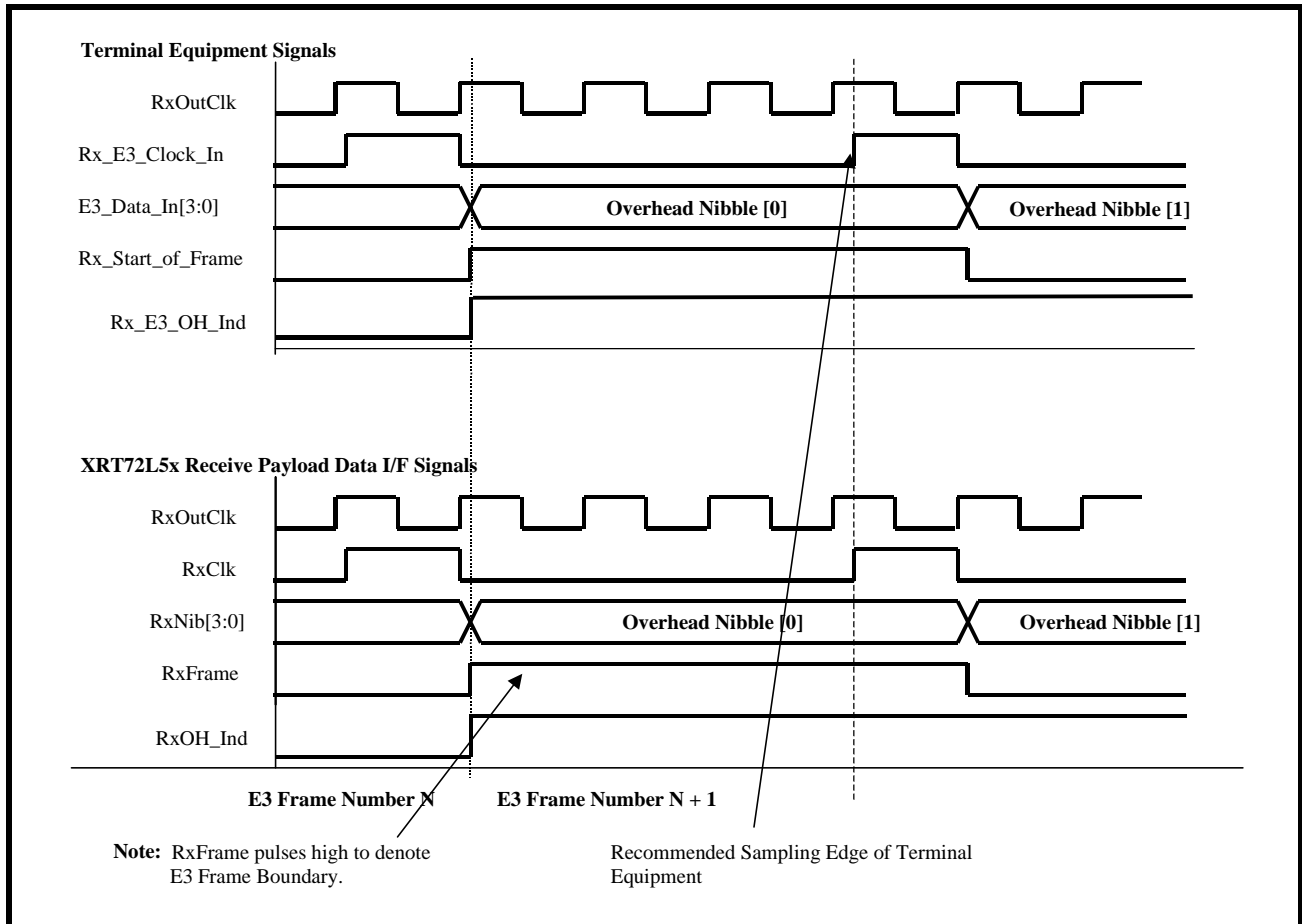 Terminal Equipment Signals
RxOutClk
Rx_E3_Clock_In
E3_Data_In[3:0]
Overhead Nibble [0]
Overhead Nibble [1]
Rx_Start_of_Frame
Rx_E3_OH_Ind
XRT72L5x Receive Payload Data I/F Signals
RxOutClk
RxClk
RxNib[3:0]
Overhead Nibble [0]
Overhead Nibble [1]
RxFrame
RxOH_Ind
E3 Frame Number N
E3 Frame Number N + 1
Note: RxFrame pulses high to denote
E3 Frame Boundary.
Recommended Sampling Edge of Terminal
Equipment